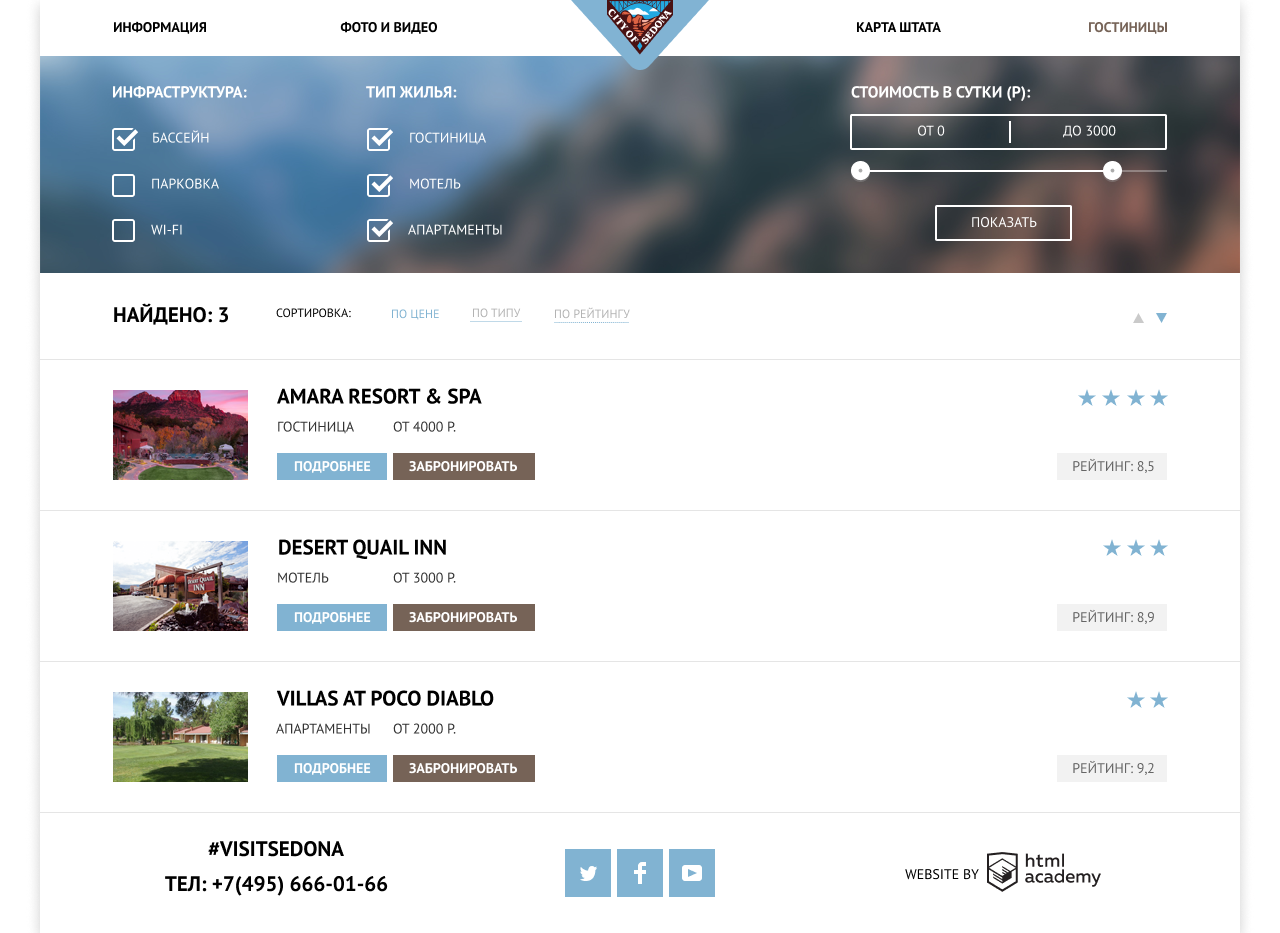 ИНФОРМАЦИЯ
ФОТО И ВИДЕО
CITY OF SEDONA
КАРТА ШТАТА
ГОСТИНИЦЫ
ИНФРАСТРУКТУРА:
БАССЕЙН
ПАРКОВКА
WI-FI
ТИП ЖИЛЬЯ:
ГОСТИНИЦА
МОТЕЛЬ
АПАРТАМЕНТЫ
СТОИМОСТЬ В СУТКИ (Р):
ОТ 0
ДО 3000
ПОКАЗАТЬ
НАЙДЕНО: 3
СОРТИРОВКА:
ПО ЦЕНЕ
ПО ТИПУ
ПО РЕЙТИНГУ
AMARA RESORT & SPA
ГОСТИНИЦА
ОТ 4000 Р.
ПОДРОБНЕЕ
ЗАБРОНИРОВАТЬ
РЕЙТИНГ: 8,5
DESERT QUAIL
INN
DESERT QUAIL INN
МОТЕЛЬ
ОТ 3000 Р.
ПОДРОБНЕЕ
ЗАБРОНИРОВАТЬ
РЕЙТИНГ: 8,9
VILLAS AT POCO DIABLO
АПАРТАМЕНТЫ
ОТ 2000 Р.
ПОДРОБНЕЕ
ЗАБРОНИРОВАТЬ
РЕЙТИНГ: 9,2
#VISITSEDONA
ТЕЛ: +7(495) 666-01-66
WEBSITE BY
html
academy